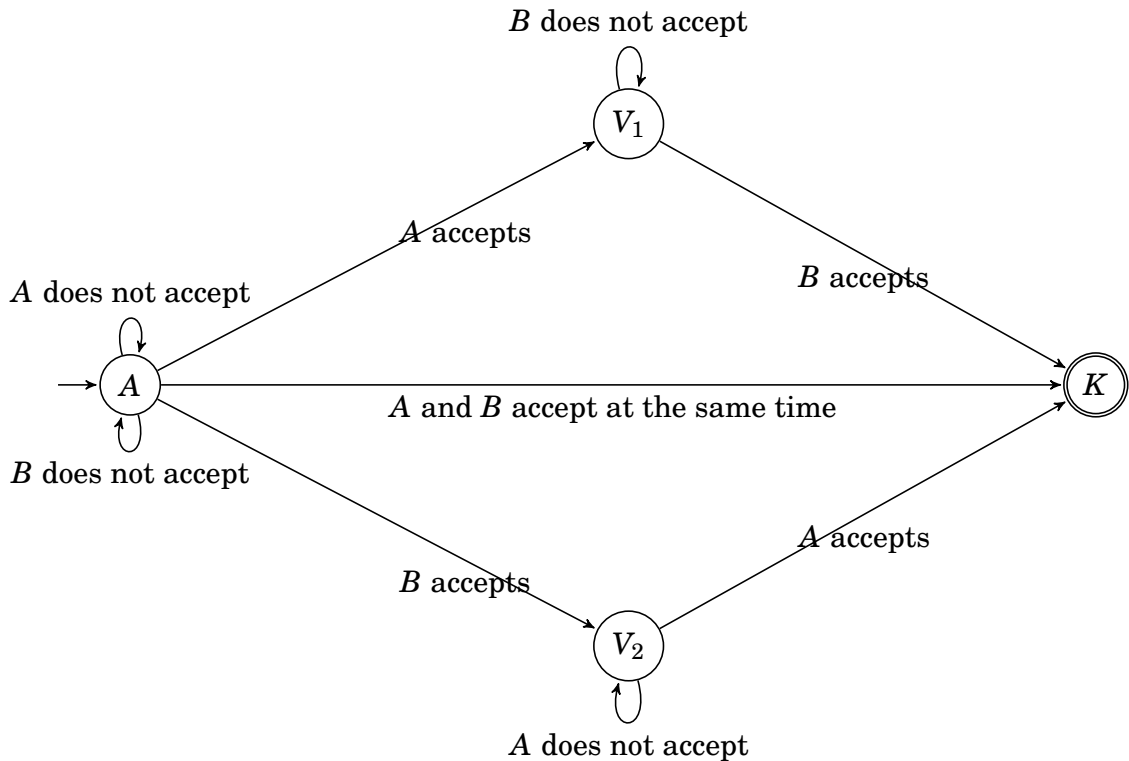 B does not accept
V₁
A accepts
B accepts
A does not accept
A
K
A and B accept at the same time
B does not accept
A accepts
B accepts
V₂
A does not accept